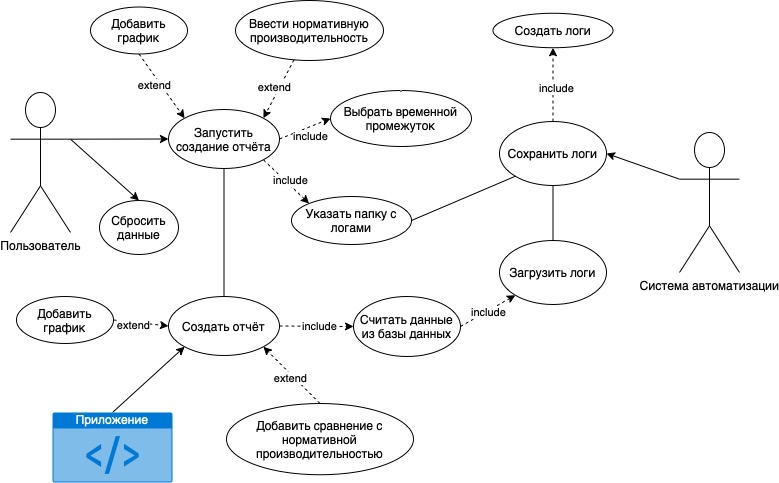 Добавить
график
Ввести нормативную
производительность
Создать логи
extend
extend
include
Запустить
создание отчёта
include
Выбрать временной
промежуток
Сохранить логи
include
Сбросить
данные
Указать папку с
логами
Пользователь
Загрузить логи
Система автоматизации
Добавить
график
extend
Создать отчёт
include
Считать данные
из базы данных
include
extend
Приложение
</>
Добавить сравнение с
нормативной
производительностью